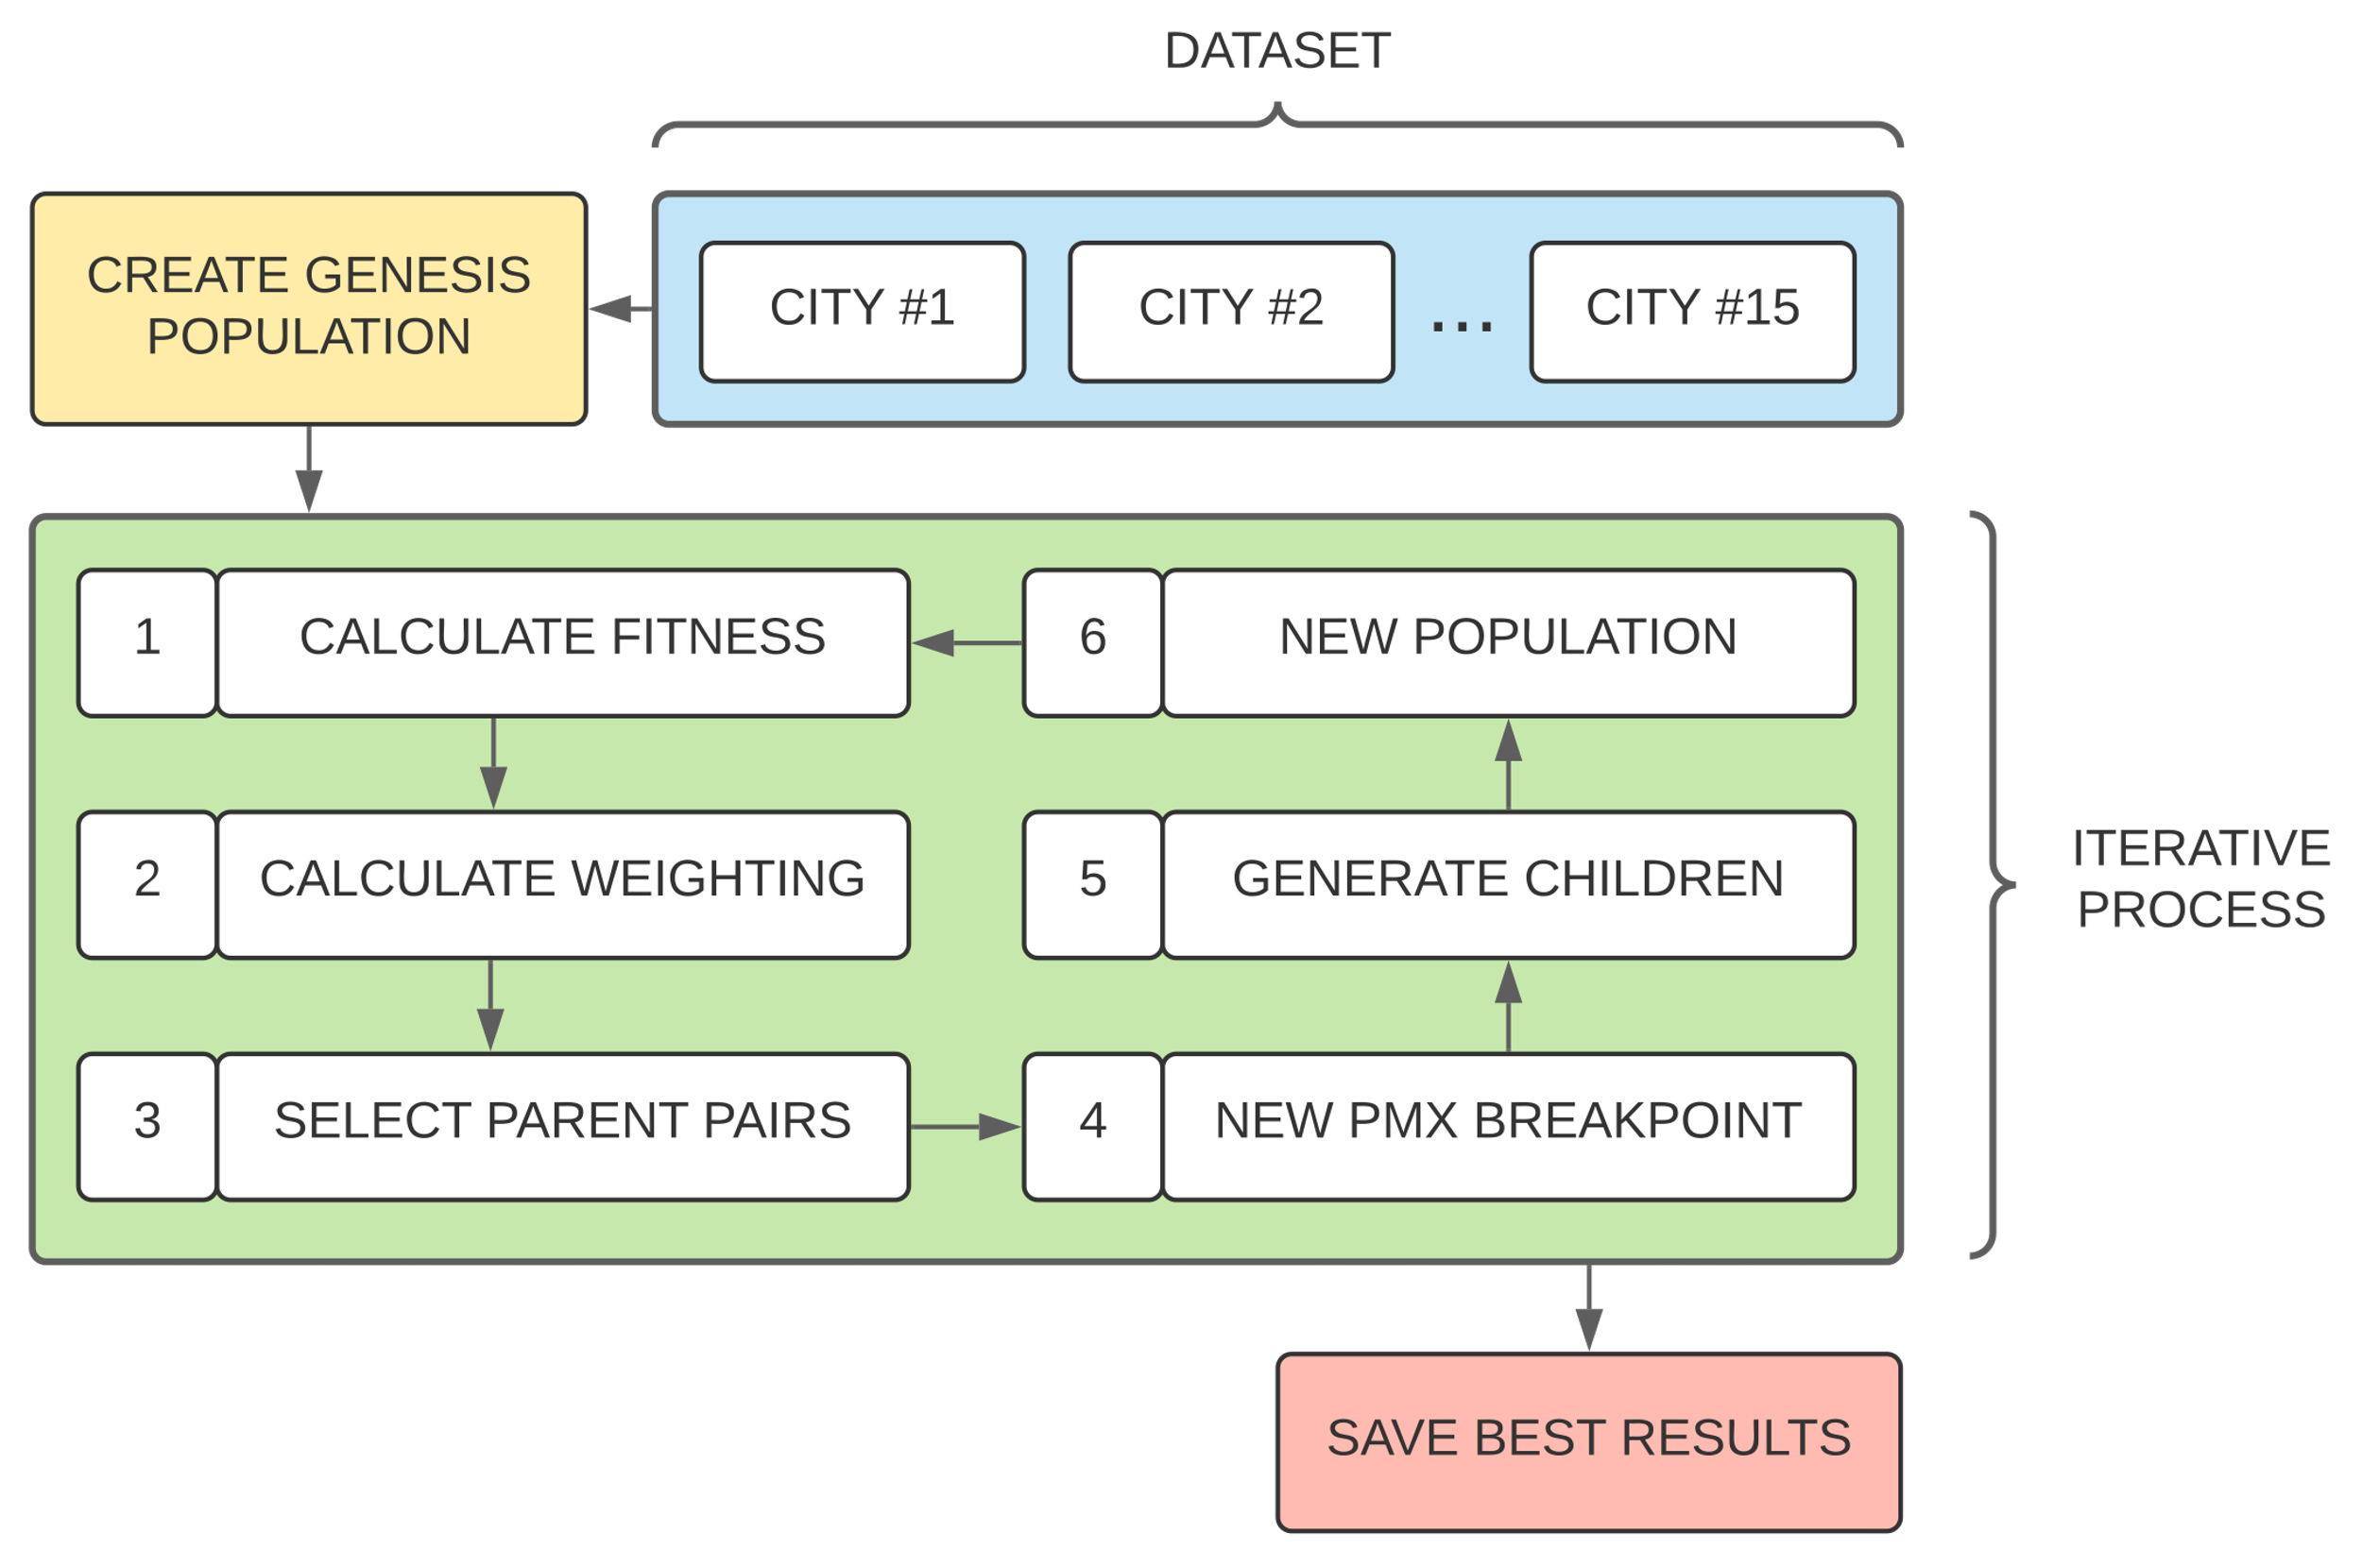 DATASET
CREATE GENESIS
POPULATION
CITY #1
CITY #2
...
CITY #15
1
CALCULATE FITNESS
6
NEW POPULATION
2
CALCULATE WEIGHTING
5
GENERATE CHILDREN
ITERATIVE
PROCESS
3
SELECT PARENT PAIRS
4
NEW PMX BREAKPOINT
SAVE BEST RESULTS